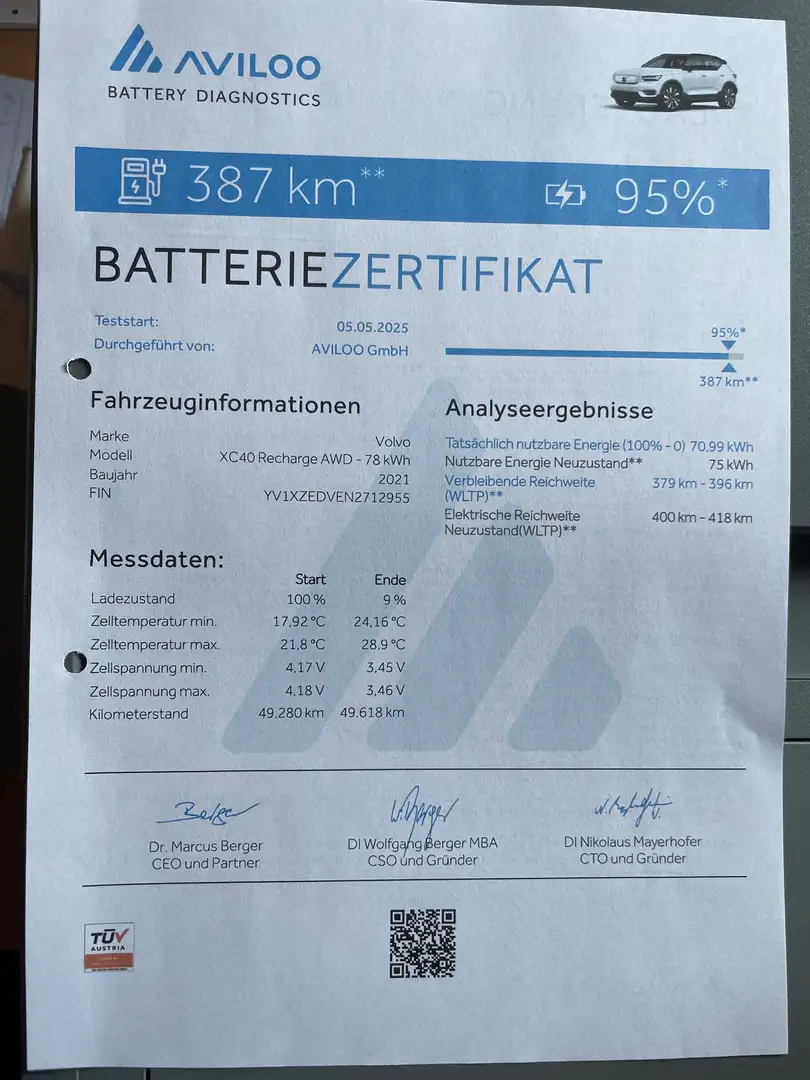 AVILOO
BATTERY DIAGNOSTICS
387 km**
95%*
BATTERIEZERTIFIKAT
Teststart: 05.05.2025
Durchgeführt von: AVILOO GmbH
95%*
387 km**
Fahrzeuginformationen
Marke Volvo
Modell XC40 Recharge AWD - 78 kWh
Baujahr 2021
FIN YV1XZEDVEN2712955
Analyseergebnisse
Tatsächlich nutzbare Energie (100% - 0) 70.99 kWh
Nutzbare Energie Neuzustand** 75 kWh
Verbleibende Reichweite 379 km - 396 km
(WLTP)**
Elektrische Reichweite 400 km - 418 km
Neuzustand(WLTP)**
Messdaten:
Start Ende
Ladezustand 100 % 9 %
Zelltemperatur min. 17,92 °C 24,16 °C
Zelltemperatur max. 21,8 °C 28,9 °C
Zellspannung min. 4,17 V 3,45 V
Zellspannung max. 4,18 V 3,46 V
Kilometerstand 49.280 km 49.618 km
Berger
W. Berger
Dr. Marcus Berger
CEO und Partner
DI Wolfgang Berger MBA
CSO und Gründer
DI Nikolaus Mayerhofer
CTO und Gründer
TÜV
AUSTRIA